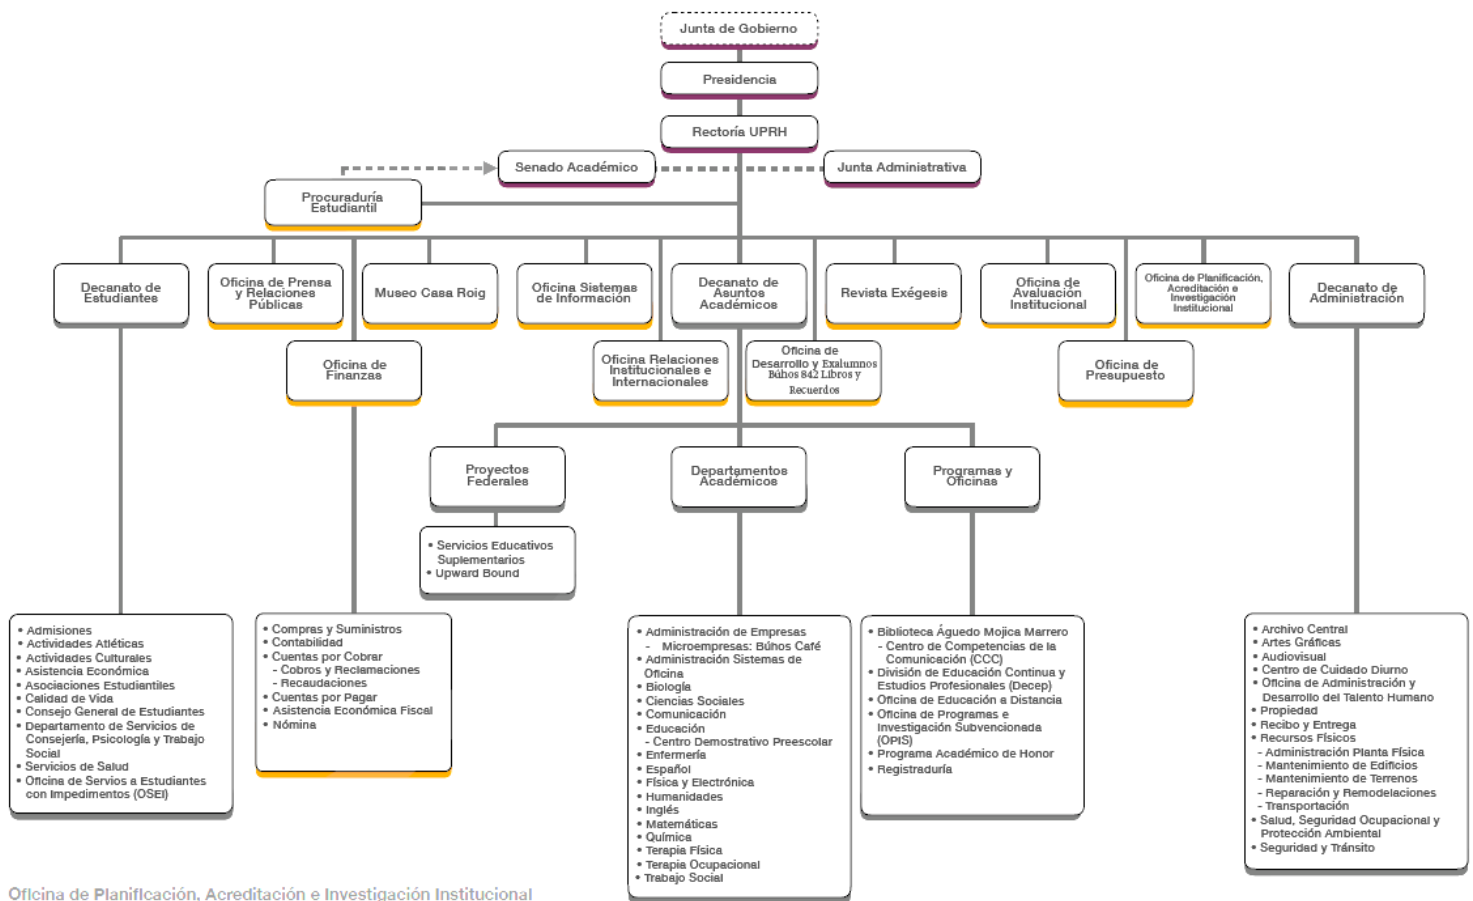 Junta de Gobierno
Presidencia
Rectoría UPRH
Senado Académico
Junta Administrativa
Procuraduría
Estudiantil
Decanato de
Estudiantes
Oficina de Prensa
y Relaciones
Públicas
Museo Casa Roig
Oficina Sistemas
de Información
Decanato de
Asuntos
Académicos
Revista Exégesis
Oficina de
Avaluación
Institucional
Oficina de Planificación,
Acreditación e
Investigación
Institucional
Decanato de
Administración
Oficina de
Finanzas
Oficina Relaciones
Institucionales e
Internacionales
Oficina de
Desarrollo y Exalumnos
Búhos 842 Libros y
Recuerdos
Oficina de
Presupuesto
Proyectos
Federales
Departamentos
Académicos
Programas y
Oficinas
• Servicios Educativos
Suplementarios
• Upward Bound
• Admisiones
• Actividades Atléticas
• Actividades Culturales
• Asistencia Económica
• Asociaciones Estudiantiles
• Calidad de Vida
• Consejo General de Estudiantes
• Departamento de Servicios de
Consejería, Psicología y Trabajo
Social
• Servicios de Salud
• Oficina de Servios a Estudiantes
con Impedimentos (OSEI)
• Compras y Suministros
• Contabilidad
• Cuentas por Cobrar
- Cobros y Reclamaciones
- Recaudaciones
• Cuentas por Pagar
• Asistencia Económica Fiscal
• Nómina
• Administración de Empresas
- Microempresas: Búhos Café
• Administración Sistemas de
Oficina
• Biología
• Ciencias Sociales
• Comunicación
• Educación
- Centro Demostrativo Preescolar
• Enfermería
• Español
• Física y Electrónica
• Humanidades
• Inglés
• Matemáticas
• Química
• Terapia Física
• Terapia Ocupacional
• Trabajo Social
• Biblioteca Águedo Mojica Marrero
- Centro de Competencias de la
Comunicación (CCC)
• División de Educación Continua y
Estudios Profesionales (Decep)
• Oficina de Educación a Distancia
• Oficina de Programas e
Investigación Subvencionada
(OPIS)
• Programa Académico de Honor
• Registraduría
• Archivo Central
• Artes Gráficas
• Audiovisual
• Centro de Cuidado Diurno
• Oficina de Administración y
Desarrollo del Talento Humano
• Propiedad
• Recibo y Entrega
• Recursos Físicos
- Administración Planta Física
- Mantenimiento de Edificios
- Mantenimiento de Terrenos
- Reparación y Remodelaciones
- Transportación
• Salud, Seguridad Ocupacional y
Protección Ambiental
• Seguridad y Tránsito
Oficina de Planificación, Acreditación e Investigación Institucional